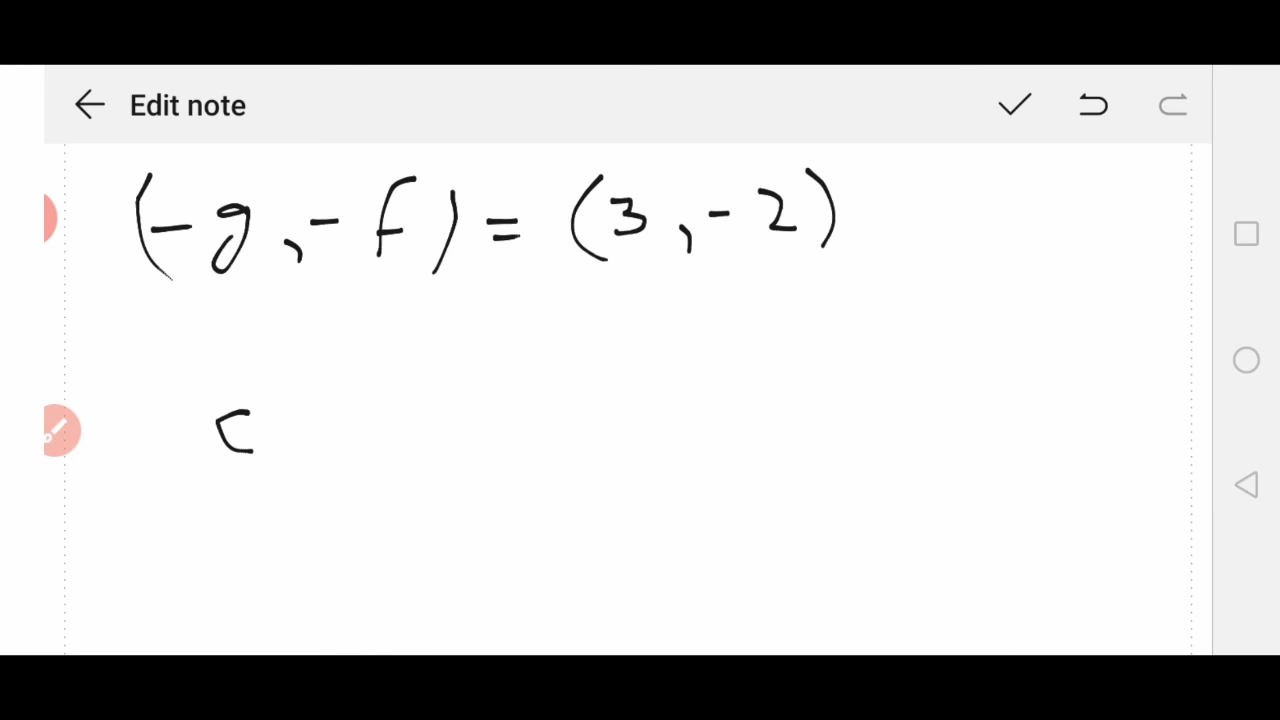 Edit note
(-g,-f) = (3,-2)
c